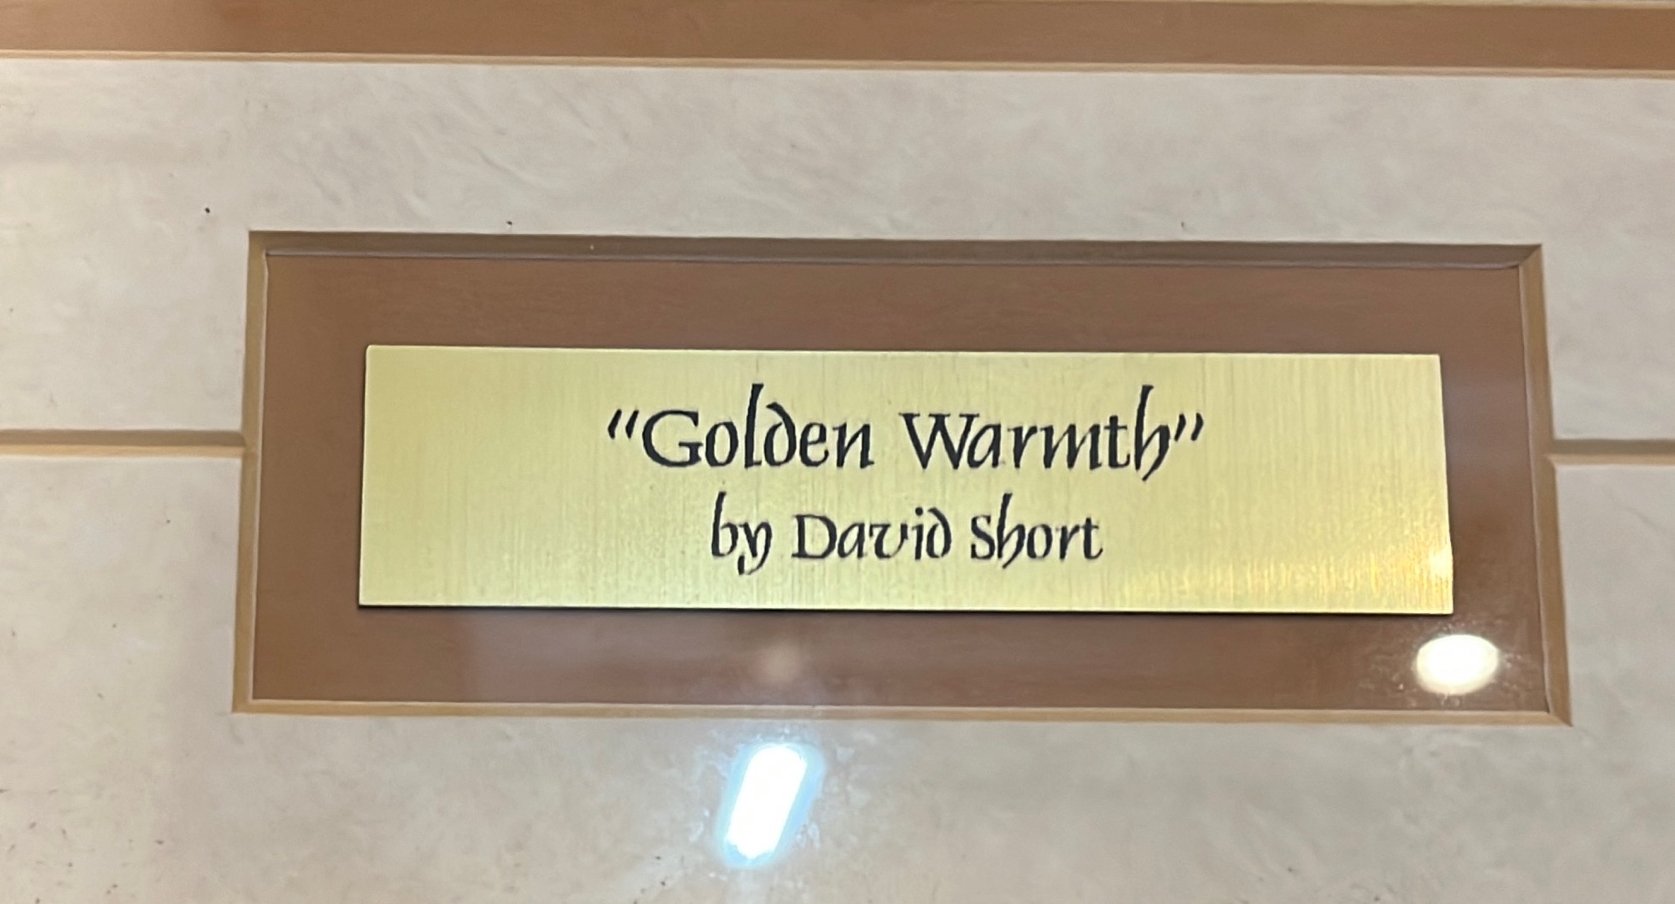 “Golden Warmth”
by David Short